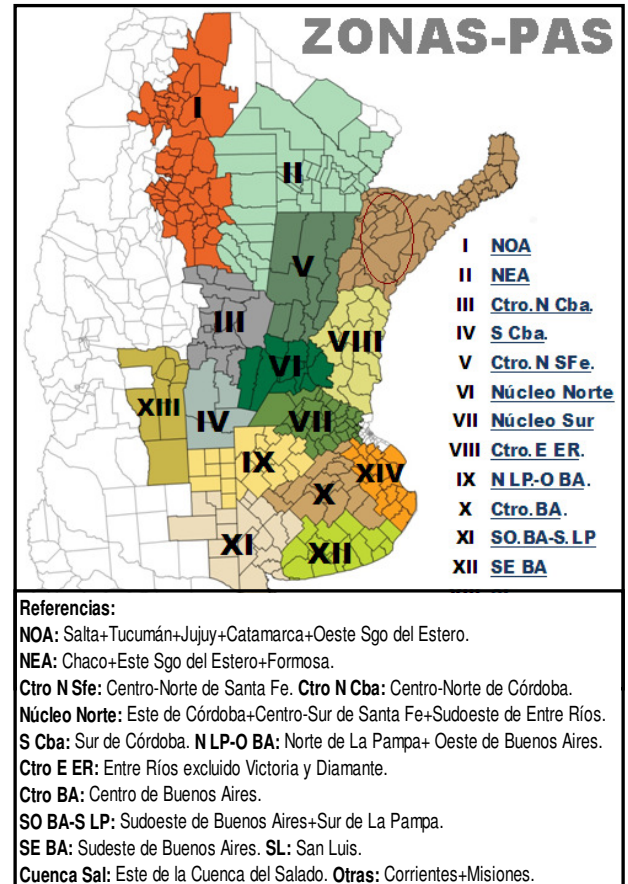 ZONAS-PAS
I
II
V
III
VIII
VI
XIII
IV
VII
IX
XIV
X
XI
XII
I NOA
II NEA
III Ctro.N Cba.
IV S Cba.
V Ctro.N SFe.
VI Núcleo Norte
VII Núcleo Sur
VIII Ctro.E ER.
IX N LP.-O BA.
X Ctro.BA.
XI SO.BA-S.LP
XII SE BA
Referencias:
NOA: Salta+Tucumán+Jujuy+Catamarca+Oeste Sgo del Estero.
NEA: Chaco+Este Sgo del Estero+Formosa.
Ctro N Sfe: Centro-Norte de Santa Fe. Ctro N Cba: Centro-Norte de Córdoba.
Núcleo Norte: Este de Córdoba+Centro-Sur de Santa Fe+Sudoeste de Entre Ríos.
S Cba: Sur de Córdoba. N LP-O BA: Norte de La Pampa+ Oeste de Buenos Aires.
Ctro E ER: Entre Ríos excluido Victoria y Diamante.
Ctro BA: Centro de Buenos Aires.
SO BA-S LP: Sudoeste de Buenos Aires+Sur de La Pampa.
SE BA: Sudeste de Buenos Aires. SL: San Luis.
Cuenca Sal: Este de la Cuenca del Salado. Otras: Corrientes+Misiones.